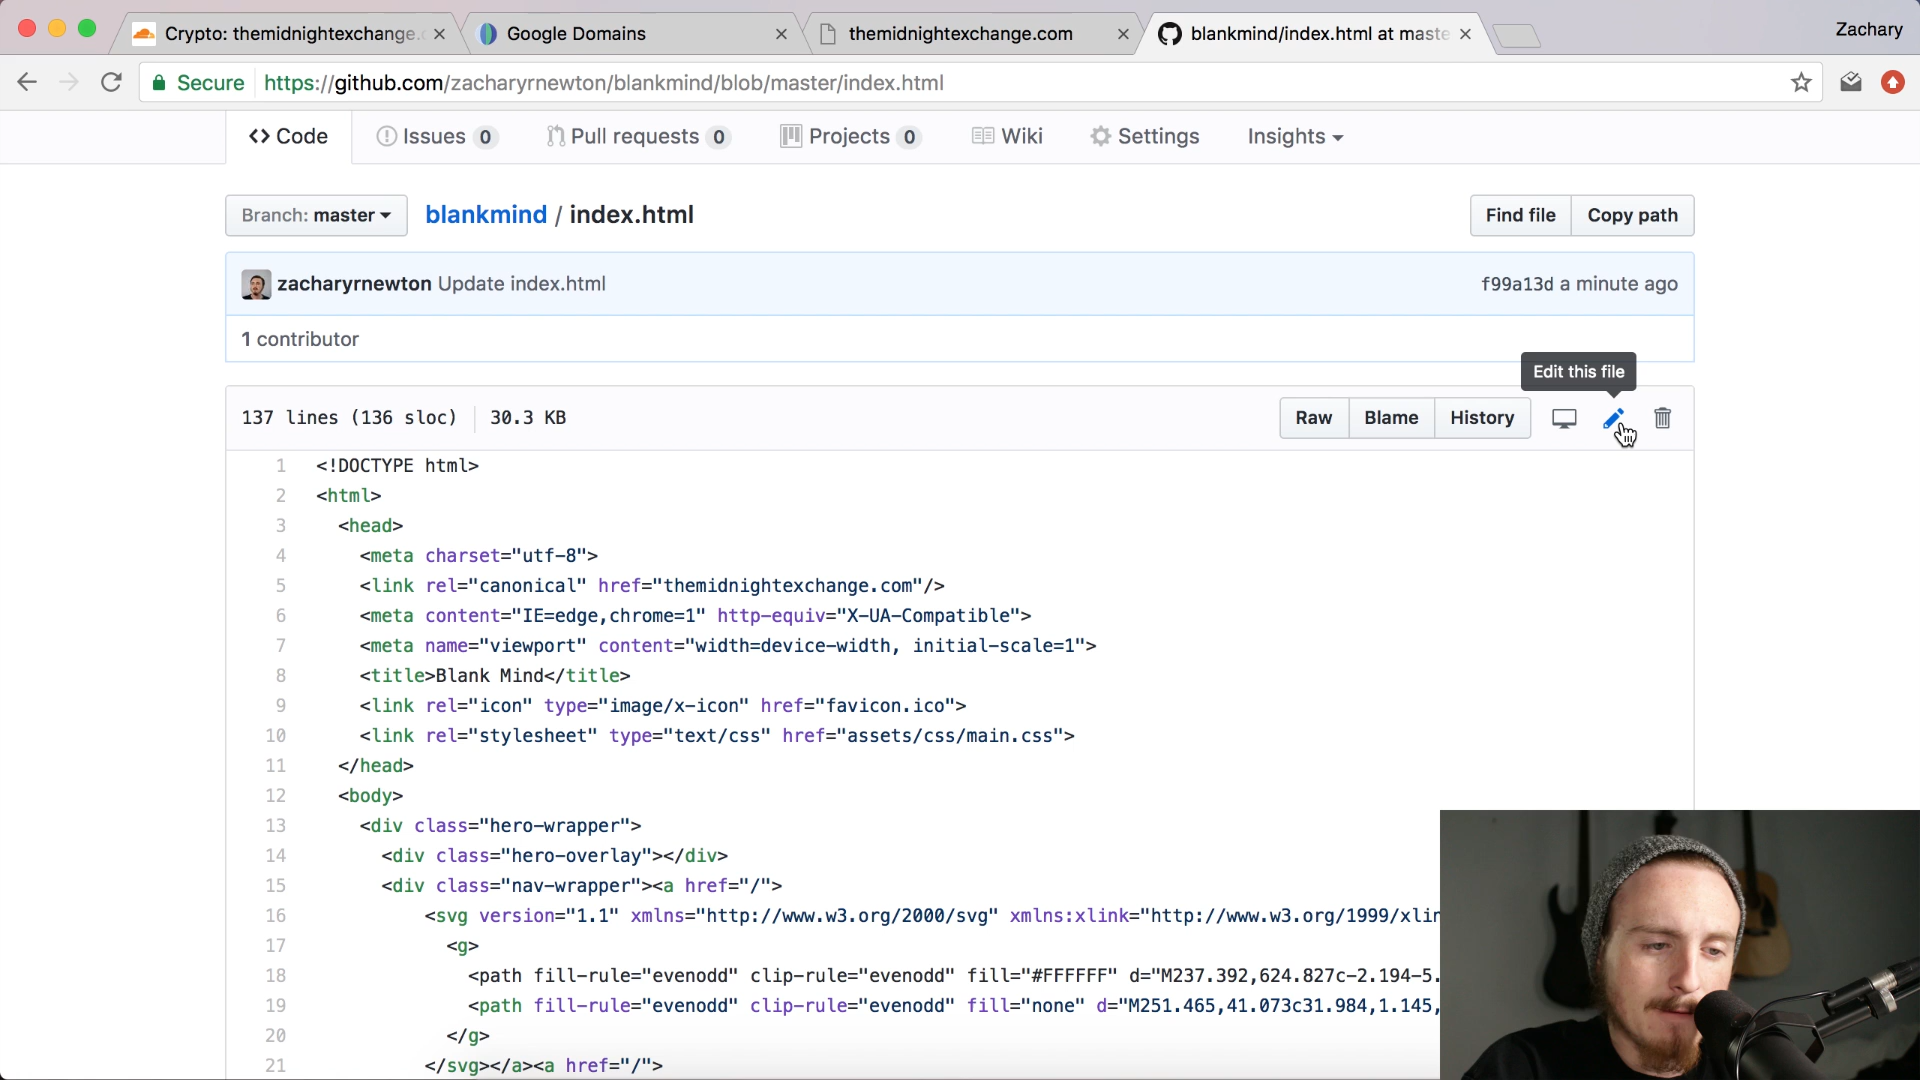 Crypto: themidnightexchange.
Google Domains
themidnightexchange.com
blankmind/index.html at maste
Zachary
Secure https://github.com/zacharyrnewton/blankmind/blob/master/index.html
Code Issues 0 Pull requests 0 Projects 0 Wiki Settings Insights
Branch: master blankmind / index.html Find file Copy path
zacharyrnewton Update index.html f99a13d a minute ago
1 contributor
Edit this file
137 lines (136 sloc) 30.3 KB Raw Blame History
1 <!DOCTYPE html>
2 <html>
3 <head>
4 <meta charset="utf-8">
5 <link rel="canonical" href="themidnightexchange.com"/>
6 <meta content="IE=edge,chrome=1" http-equiv="X-UA-Compatible">
7 <meta name="viewport" content="width=device-width, initial-scale=1">
8 <title>Blank Mind</title>
9 <link rel="icon" type="image/x-icon" href="favicon.ico">
10 <link rel="stylesheet" type="text/css" href="assets/css/main.css">
11 </head>
12 <body>
13 <div class="hero-wrapper">
14 <div class="hero-overlay"></div>
15 <div class="nav-wrapper"><a href="/">
16 <svg version="1.1" xmlns="http://www.w3.org/2000/svg" xmlns:xlink="http://www.w3.org/1999/xlin
17 <g>
18 <path fill-rule="evenodd" clip-rule="evenodd" fill="#FFFFFF" d="M237.392,624.827c-2.194-5.
19 <path fill-rule="evenodd" clip-rule="evenodd" fill="none" d="M251.465,41.073c31.984,1.145,
20 </g>
21 </svg></a><a href="/">